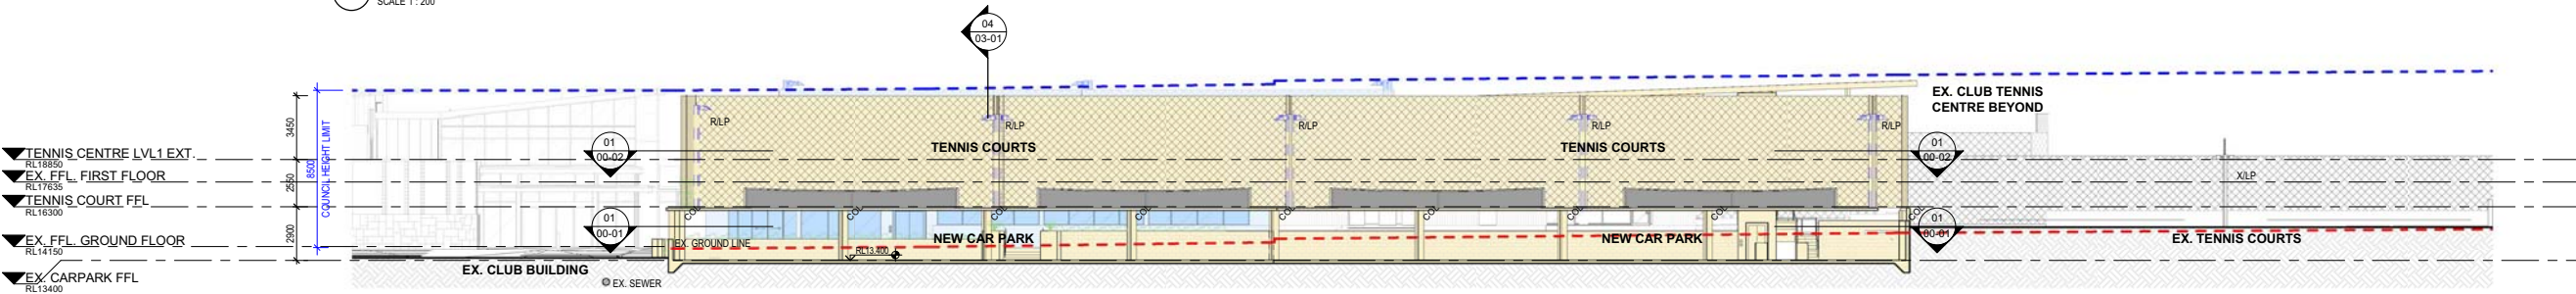 SCALE 1 : 200
04
03-01
EX. CLUB TENNIS
CENTRE BEYOND
3450
2550
2900
8500
COUNCIL HEIGHT LIMIT
TENNIS CENTRE LVL1 EXT.
RL18850
EX. FFL. FIRST FLOOR
RL17635
TENNIS COURT FFL
RL16300
EX. FFL. GROUND FLOOR
RL14150
EX. CARPARK FFL
RL13400
R/LP
R/LP
R/LP
R/LP
R/LP
01
00-02
TENNIS COURTS
TENNIS COURTS
01
00-02
X/LP
COL
COL
COL
COL
COL
COL
COL
COL
COL
01
00-01
EX. GROUND LINE
NEW CAR PARK
NEW CAR PARK
01
00-01
EX. TENNIS COURTS
RL13.400
EX. CLUB BUILDING
EX. SEWER